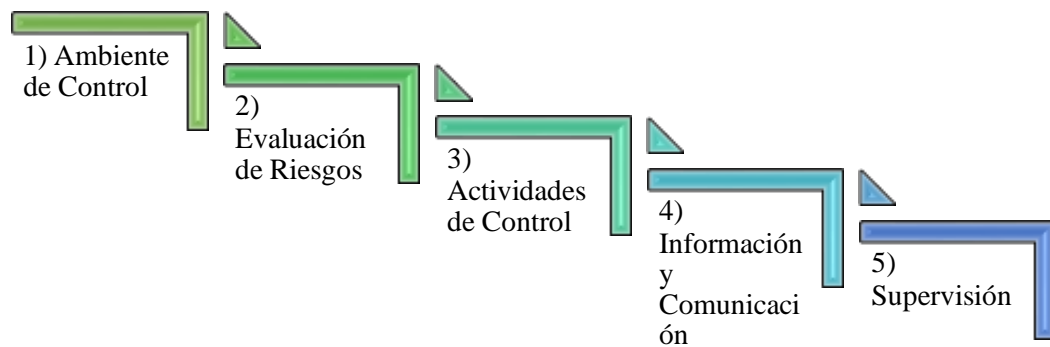 1) Ambiente
de Control
2)
Evaluación
de Riesgos
3)
Actividades
de Control
4)
Información
y
Comunicaci
ón
5)
Supervisión